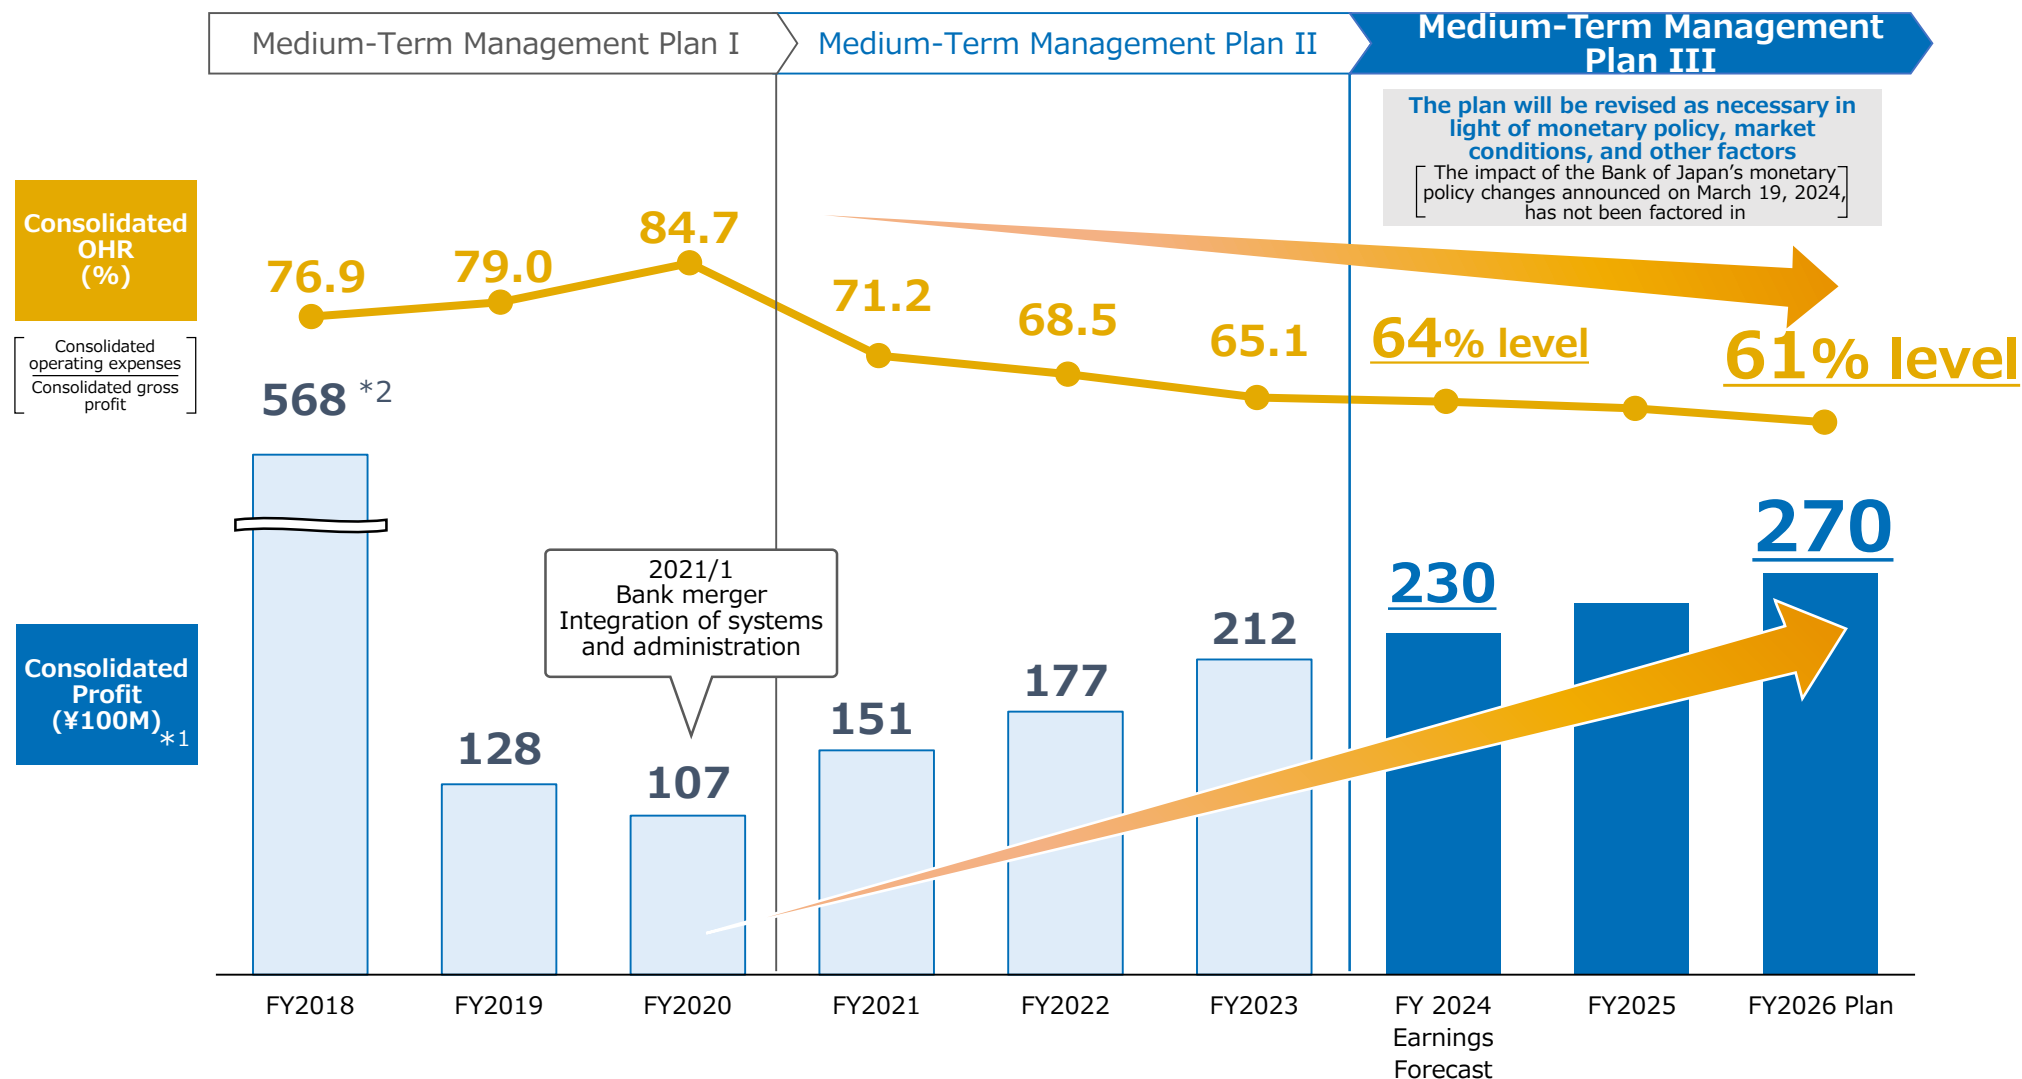 Medium-Term Management Plan I
Medium-Term Management Plan II
Medium-Term Management
Plan III
The plan will be revised as necessary in
light of monetary policy, market
conditions, and other factors
The impact of the Bank of Japan’s monetary
policy changes announced on March 19, 2024,
has not been factored in
Consolidated
OHR
(%)
Consolidated
operating expenses
Consolidated gross
profit
76.9
79.0
84.7
71.2
68.5
65.1
64% level
61% level
Consolidated
Profit
(¥100M)
*1
568 *2
128
107
151
177
212
230
270
2021/1
Bank merger
Integration of systems
and administration
FY2018
FY2019
FY2020
FY2021
FY2022
FY2023
FY 2024
Earnings
Forecast
FY2025
FY2026 Plan